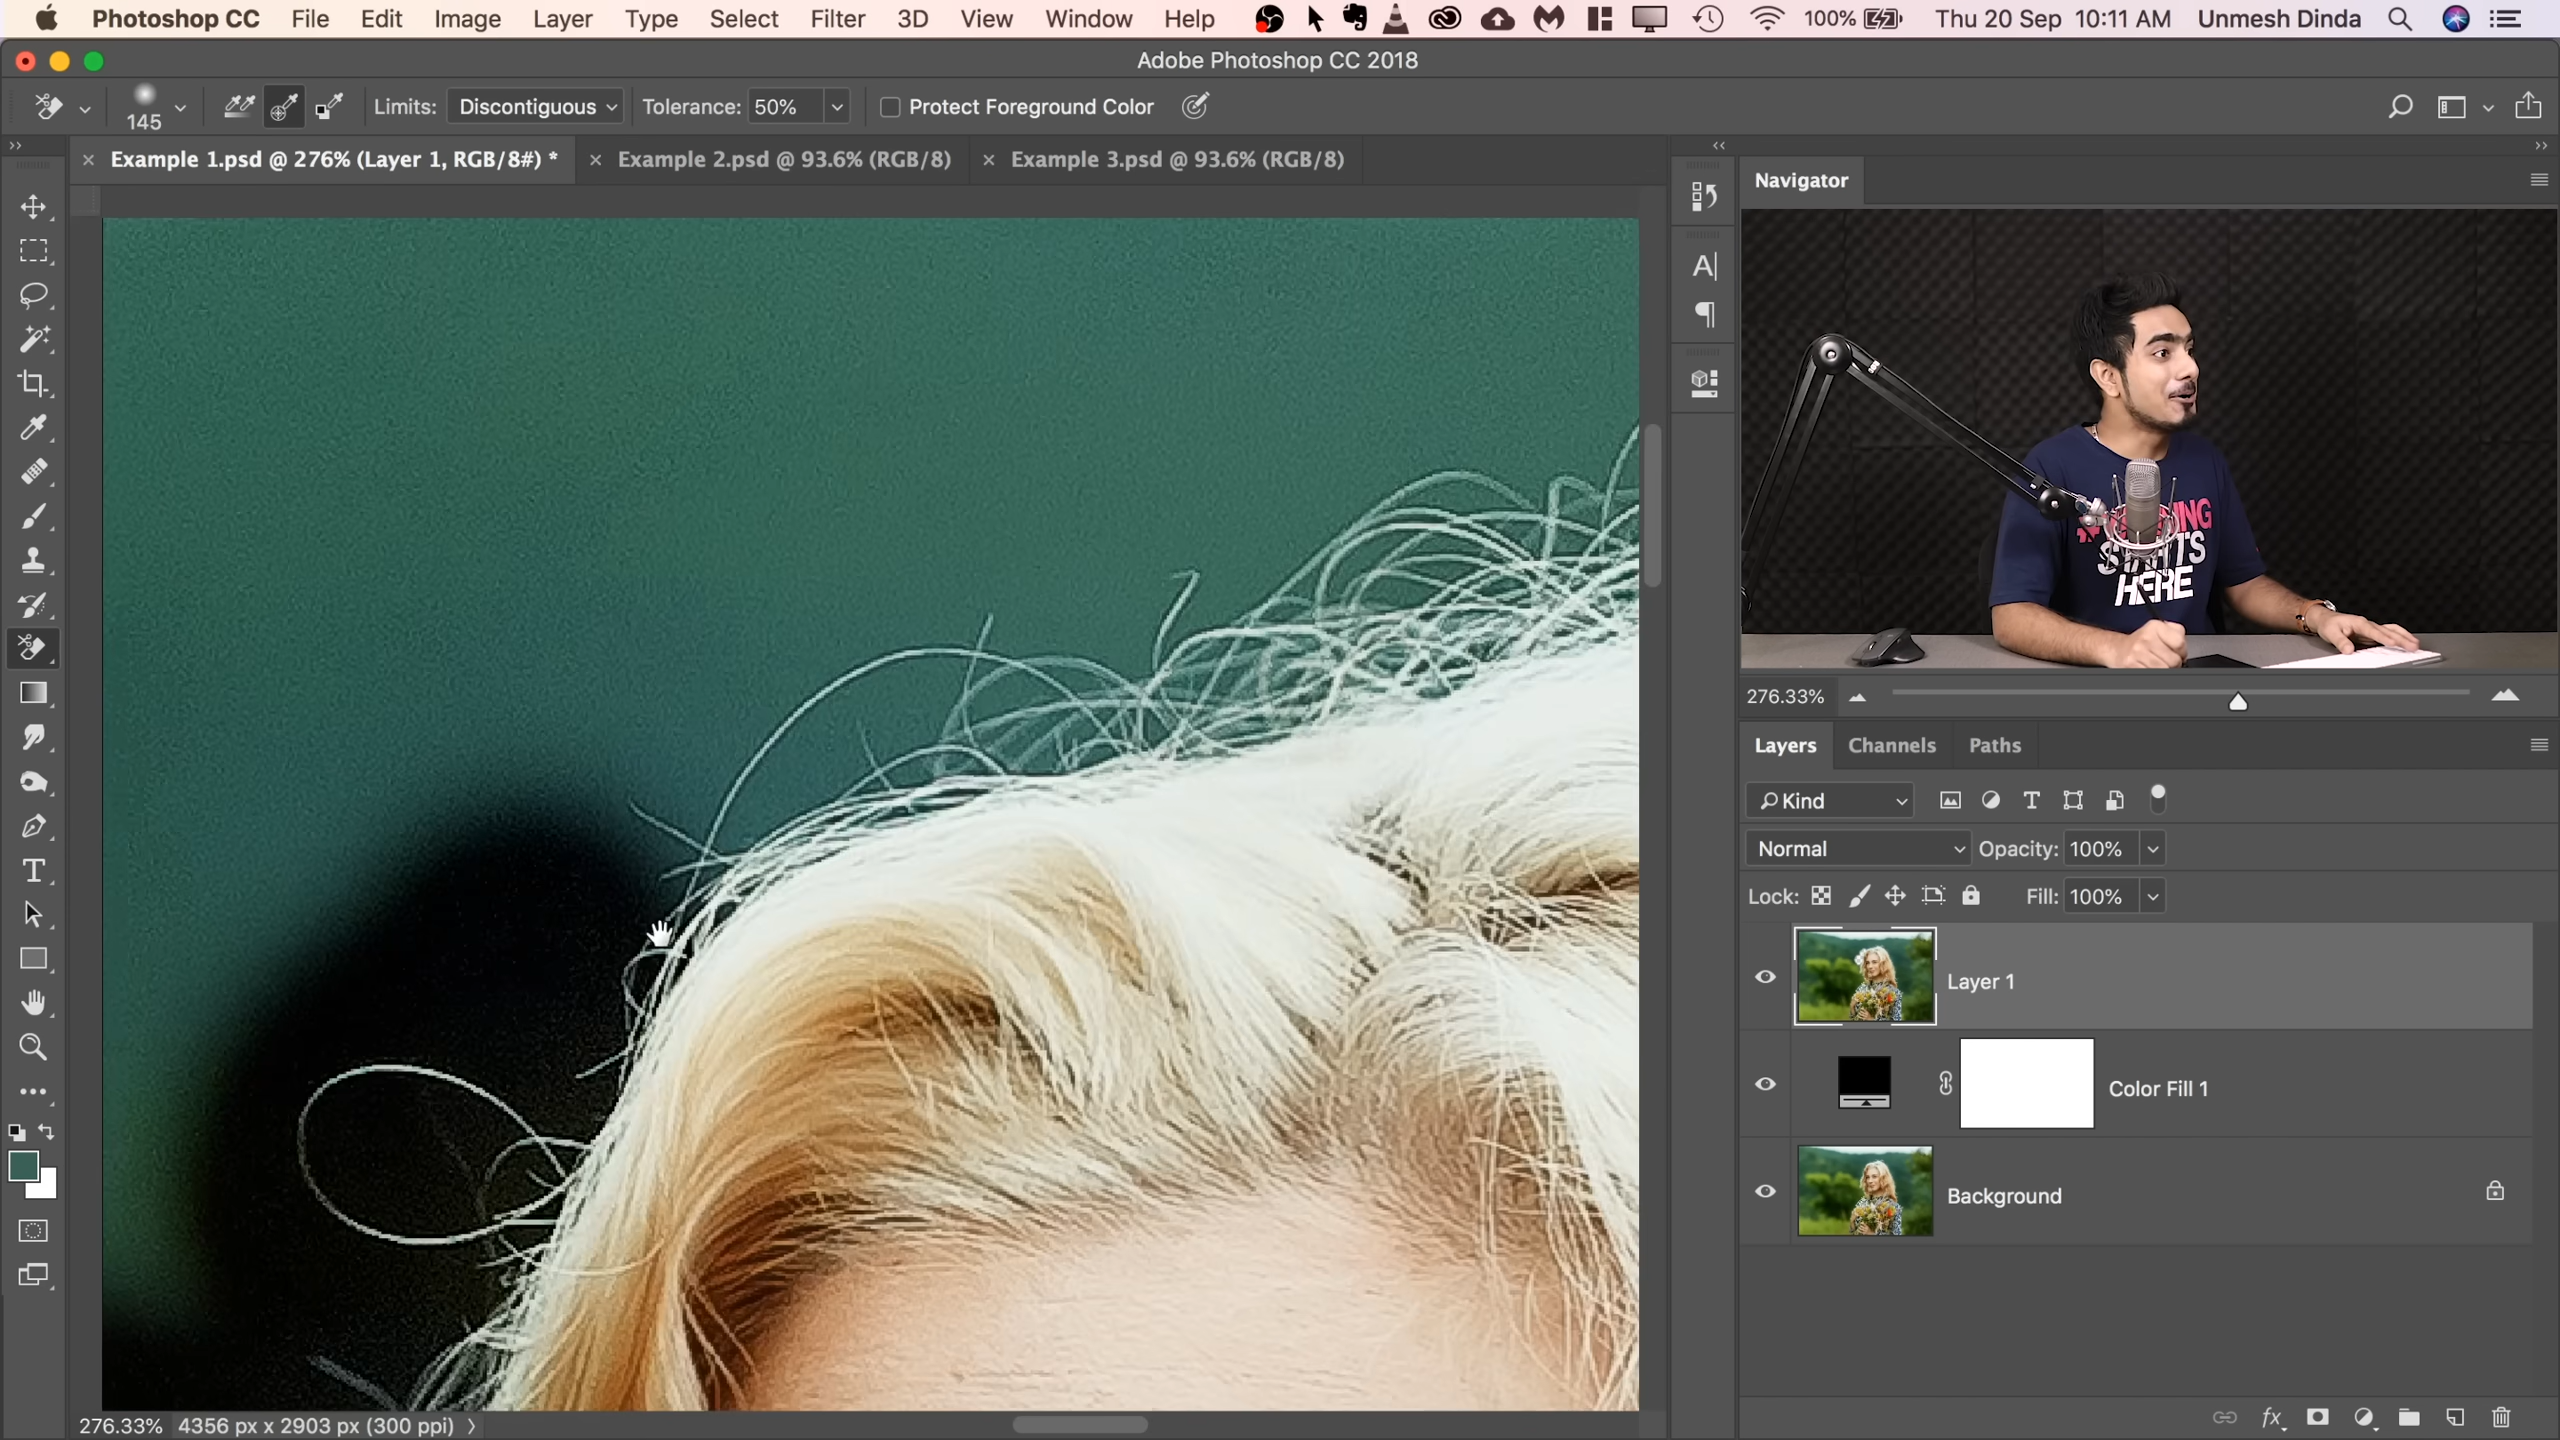 Photoshop CC File Edit Image Layer Type Select Filter 3D View Window Help 100% Thu 20 Sep 10:11 AM Unmesh Dinda
Adobe Photoshop CC 2018
145 Limits: Discontiguous Tolerance: 50% Protect Foreground Color
Example 1.psd @ 276% (Layer 1, RGB/8#) * Example 2.psd @ 93.6% (RGB/8) Example 3.psd @ 93.6% (RGB/8)
Navigator
STARTS
HERE
276.33%
Layers Channels Paths
Kind
Normal Opacity: 100%
Lock: Fill: 100%
Layer 1
Color Fill 1
Background
276.33% 4356 px x 2903 px (300 ppi)